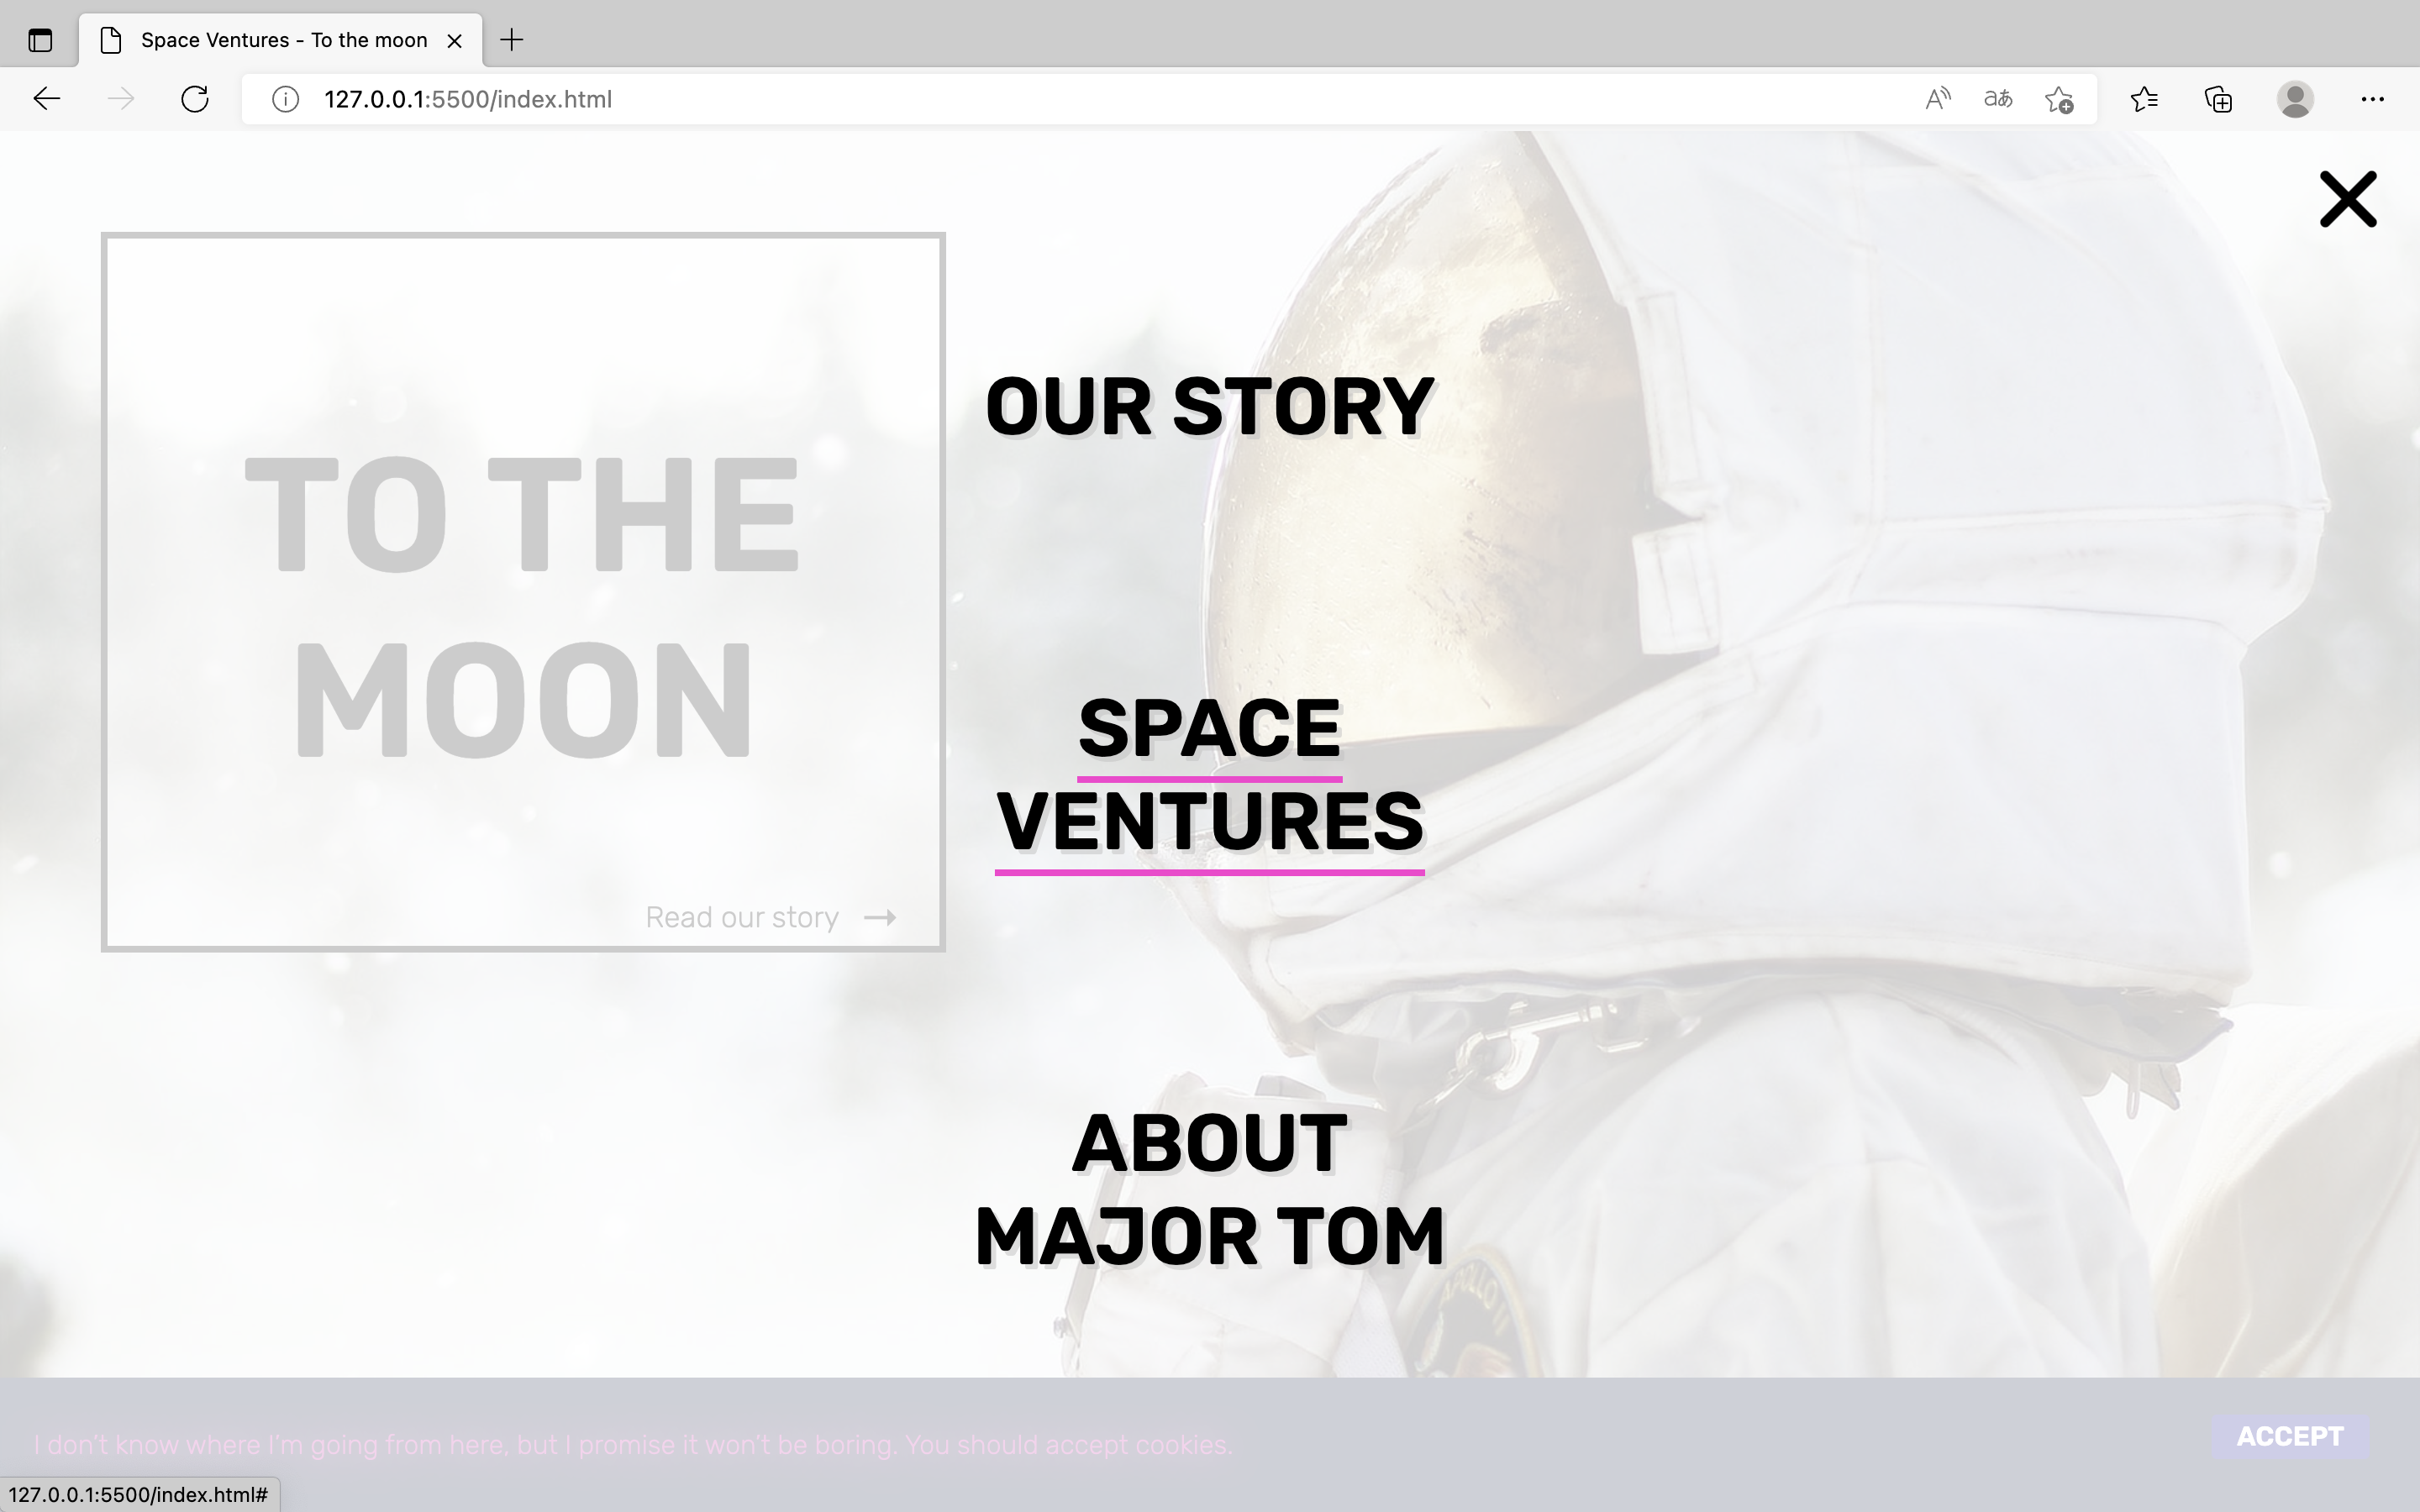 Space Ventures - To the moon
127.0.0.1:5500/index.html
OUR STORY
TO THE
MOON
SPACE
VENTURES
Read our story
ABOUT
MAJOR TOM
APOLLO 11
I don't know where I'm going from here, but I promise it won't be boring. You should accept cookies.
ACCEPT
127.0.0.1:5500/index.html#